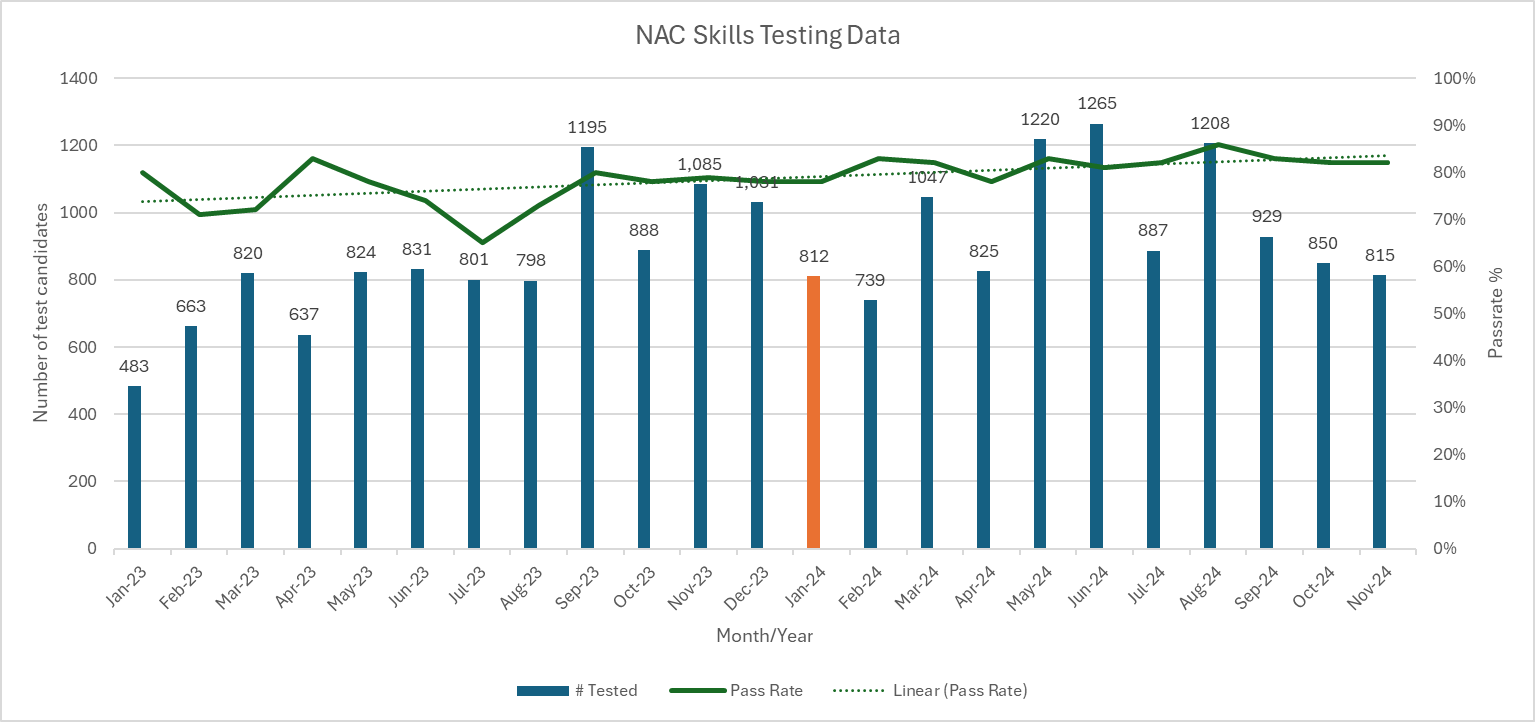 NAC Skills Testing Data
1400
1200
1000
800
600
400
200
0
Number of test candidates
100%
90%
80%
70%
60%
50%
40%
30%
20%
10%
0%
Passrate %
483
663
820
637
824
831
801
798
1195
888
1,085
1,031
812
739
1047
825
1220
1265
887
1208
929
850
815
Jan-23
Feb-23
Mar-23
Apr-23
May-23
Jun-23
Jul-23
Aug-23
Sep-23
Oct-23
Nov-23
Dec-23
Jan-24
Feb-24
Mar-24
Apr-24
May-24
Jun-24
Jul-24
Aug-24
Sep-24
Oct-24
Nov-24
Month/Year
# Tested
Pass Rate
Linear (Pass Rate)